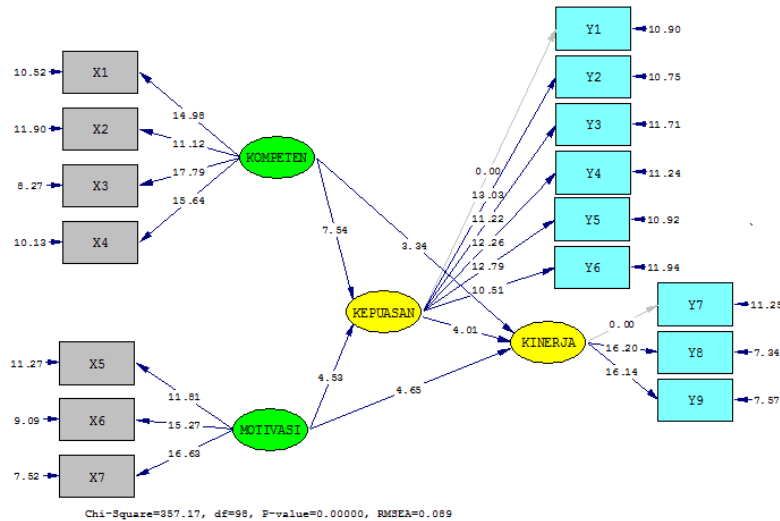 Y1
10.90
10.52
X1
Y2
10.75
14.98
11.90
X2
Y3
11.71
11.12
KOMPETEN
0.00
Y4
11.24
8.27
X3
17.79
13.03
15.64
11.22
Y5
10.92
10.13
X4
7.54
3.34
12.26
12.79
Y6
11.94
10.51
KEPUASAN
Y7
11.25
0.00
4.01
KINERJA
16.20
Y8
7.34
11.27
X5
16.14
4.53
4.65
Y9
7.57
11.81
9.09
X6
15.27
MOTIVASI
16.63
7.52
X7
Chi-Square=357.17, df=98, P-value=0.00000, RMSEA=0.089